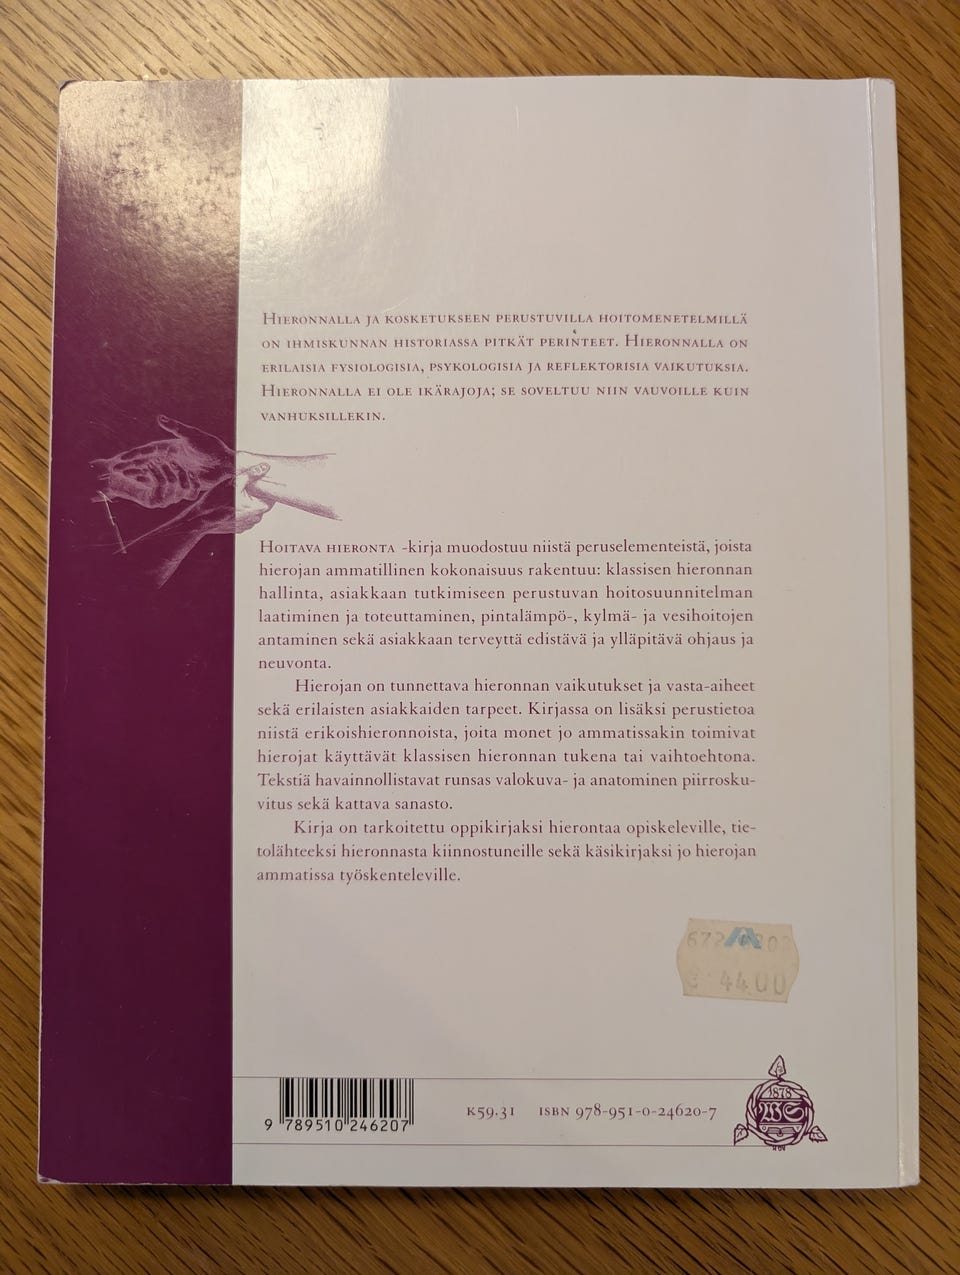 HIERONNALLA JA KOSKETUKSEEN PERUSTUVILLA HOITOMENETELMILLÄ
ON IHMISKUNNAN HISTORIASSA PITKÄT PERINTEET. HIERONNALLA ON
ERILAISIA FYSIOLOGISIA, PSYKOLOGISIA JA REFLEKTORISIA VAIKUTUKSIA.
HIERONNALLA EI OLE IKÄRAJOJA; SE SOVELTUU NIIN VAUVOILLE KUIN
VANHUKSILLEKIN.
HOITAVA HIERONTA -kirja muodostuu niistä peruselementeistä, joista
hierojan ammatillinen kokonaisuus rakentuu: klassisen hieronnan
hallinta, asiakkaan tutkimiseen perustuvan hoitosuunnitelman
laatiminen ja toteuttaminen, pintalämpö-, kylmä- ja vesihoitojen
antaminen sekä asiakkaan terveyttä edistävä ja ylläpitävä ohjaus ja
neuvonta.
Hierojan on tunnettava hieronnan vaikutukset ja vasta-aiheet
sekä erilaisten asiakkaiden tarpeet. Kirjassa on lisäksi perustietoa
niistä erikoishieronnoista, joita monet jo ammatissakin toimivat
hierojat käyttävät klassisen hieronnan tukena tai vaihtoehtona.
Tekstiä havainnollistavat runsas valokuva- ja anatominen piirrosku-
vitus sekä kattava sanasto.
Kirja on tarkoitettu oppikirjaksi hierontaa opiskeleville, tie-
tolähteeksi hieronnasta kiinnostuneille sekä käsikirjaksi jo hierojan
ammatissa työskenteleville.
44.00
9 789510 246207
K59.31 ISBN 978-951-0-24620-7
1878
WS